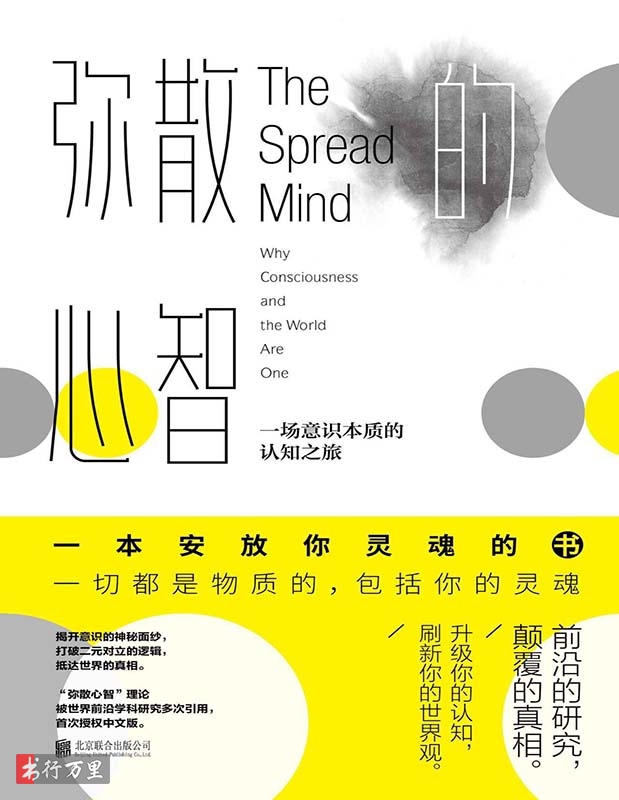 弥散的
The
Spread
Mind
Why
Consciousness
and
the World
Are
One
心智
一场意识本质的
认知之旅
一本安放你灵魂的书
一切都是物质的，包括你的灵魂
前沿的研究，
颠覆的真相。
升级你的认知，
刷新你的世界观。
揭开意识的神秘面纱，
打破二元对立的逻辑，
抵达世界的真相。
“弥散心智”理论
被世界前沿学科研究多次引用，
首次授权中文版。
北京联合出版公司
Beijing United Publishing Co.,Ltd.
书行万里